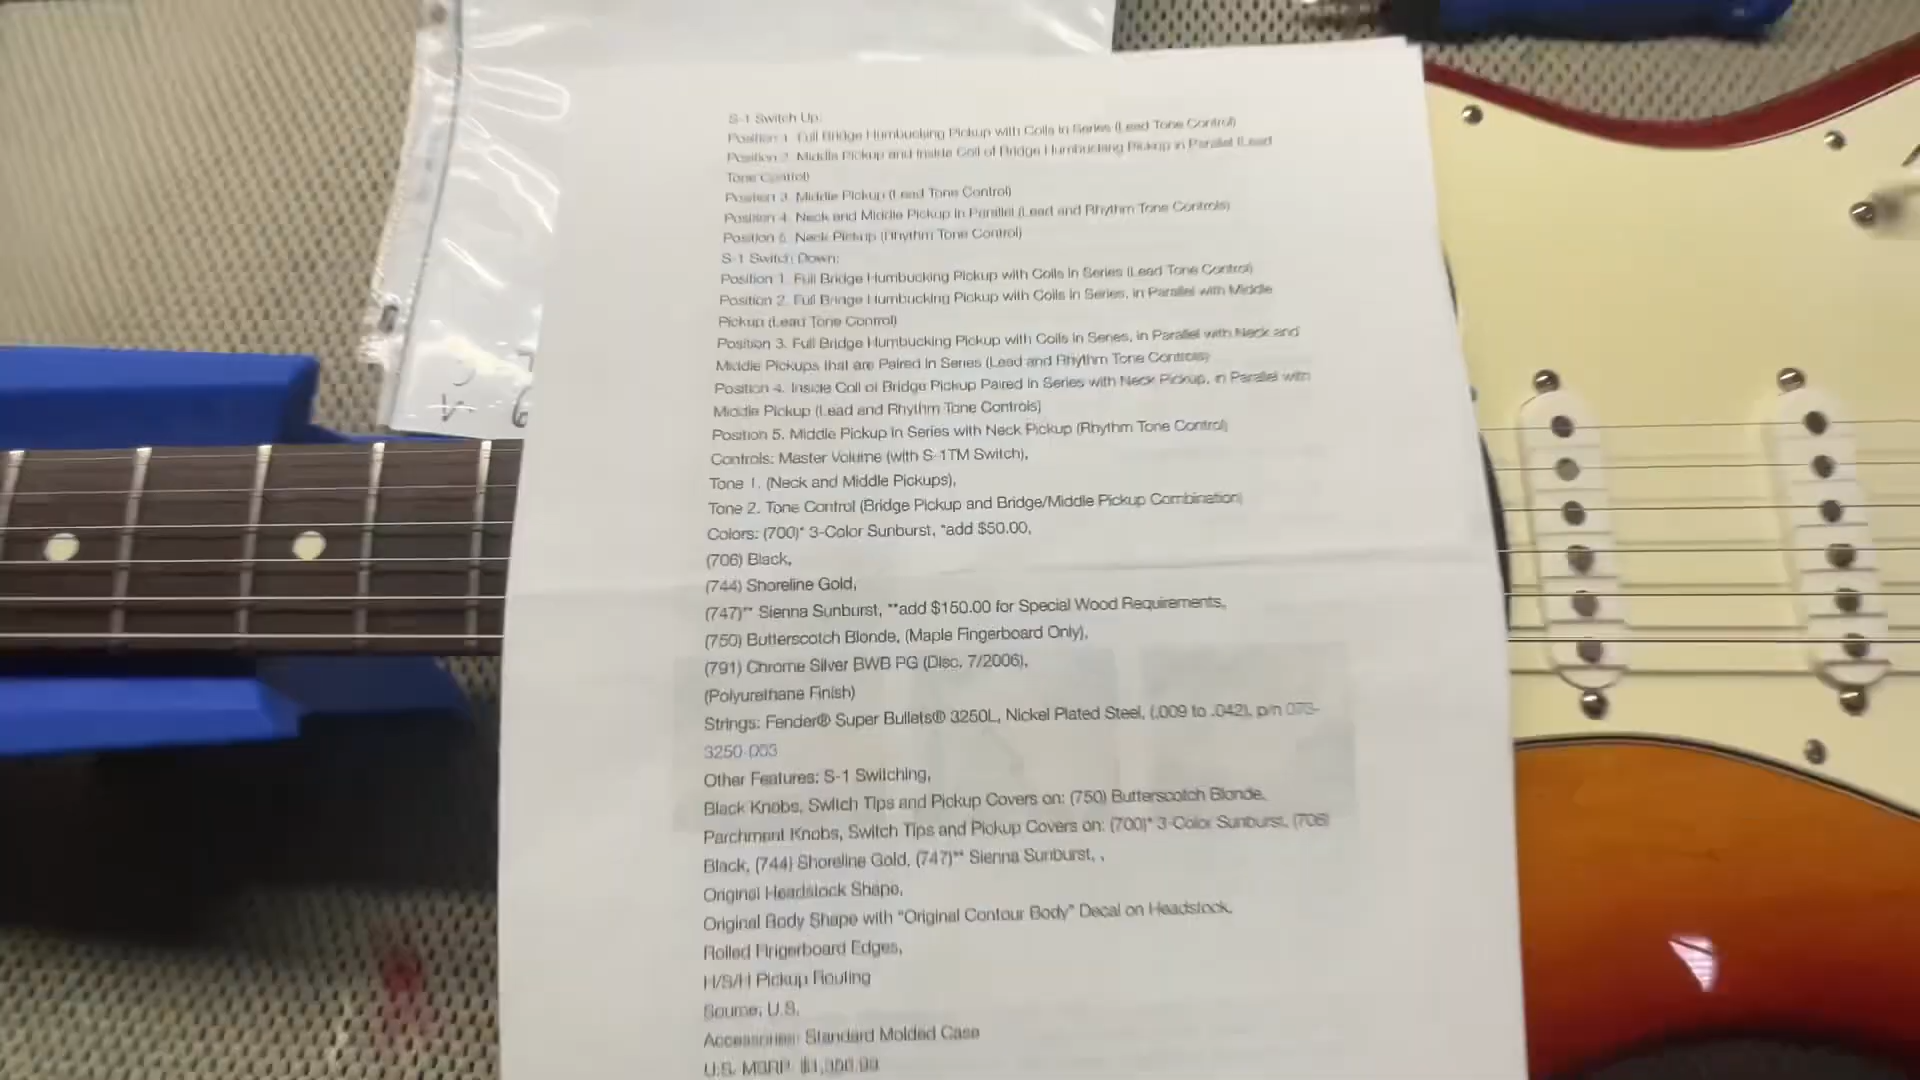 S-1 Switch Up:
Position 1. Full Bridge Humbucking Pickup with Coils in Series (Lead Tone Control)
Position 2. Middle Pickup and Inside Coil of Bridge Humbucking Pickup in Parallel (Lead
Tone Control)
Position 3. Middle Pickup (Lead Tone Control)
Position 4. Neck and Middle Pickup in Parallel (Lead and Rhythm Tone Controls)
Position 5. Neck Pickup (Rhythm Tone Control)
S-1 Switch Down:
Position 1. Full Bridge Humbucking Pickup with Coils in Series (Lead Tone Control)
Position 2. Full Bridge Humbucking Pickup with Coils in Series, in Parallel with Middle
Pickup (Lead Tone Control)
Position 3. Full Bridge Humbucking Pickup with Coils in Series, in Parallel with Neck and
Middle Pickups that are Paired in Series (Lead and Rhythm Tone Controls)
Position 4. Inside Coil of Bridge Pickup Paired in Series with Neck Pickup, in Parallel with
Middle Pickup (Lead and Rhythm Tone Controls)
Position 5. Middle Pickup in Series with Neck Pickup (Rhythm Tone Control)
Controls: Master Volume (with S-1TM Switch),
Tone 1. (Neck and Middle Pickups),
Tone 2. Tone Control (Bridge Pickup and Bridge/Middle Pickup Combination)
Colors: (700)* 3-Color Sunburst, *add $50.00,
(706) Black,
(744) Shoreline Gold,
(747)** Sienna Sunburst, **add $150.00 for Special Wood Requirements,
(750) Butterscotch Blonde, (Maple Fingerboard Only),
(791) Chrome Silver BWB PG (Disc. 7/2006),
(Polyurethane Finish)
Strings: Fender® Super Bullets® 3250L, Nickel Plated Steel, (.009 to .042), p/n 073-
3250-003
Other Features: S-1 Switching,
Black Knobs, Switch Tips and Pickup Covers on: (750) Butterscotch Blonde,
Parchment Knobs, Switch Tips and Pickup Covers on: (700)* 3-Color Sunburst, (706)
Black, (744) Shoreline Gold, (747)** Sienna Sunburst, ,
Original Headstock Shape,
Original Body Shape with "Original Contour Body" Decal on Headstock,
Rolled Fingerboard Edges,
H/S/H Pickup Routing
Source: U.S.
Accessories: Standard Molded Case
U.S. MSRP: